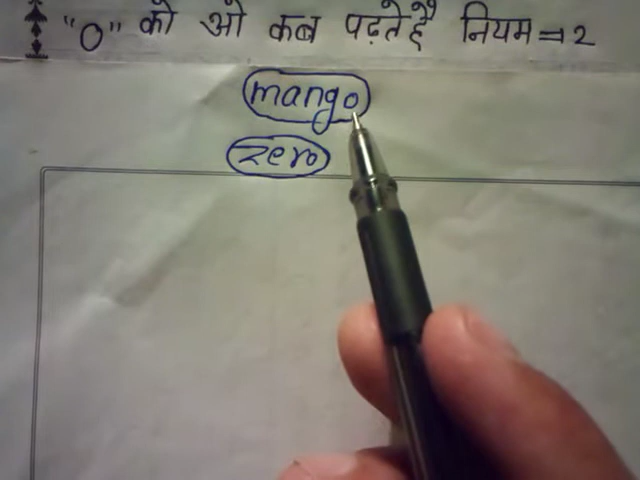 "O" को ओ कब पढ़ते है नियम = 2
mango
zero